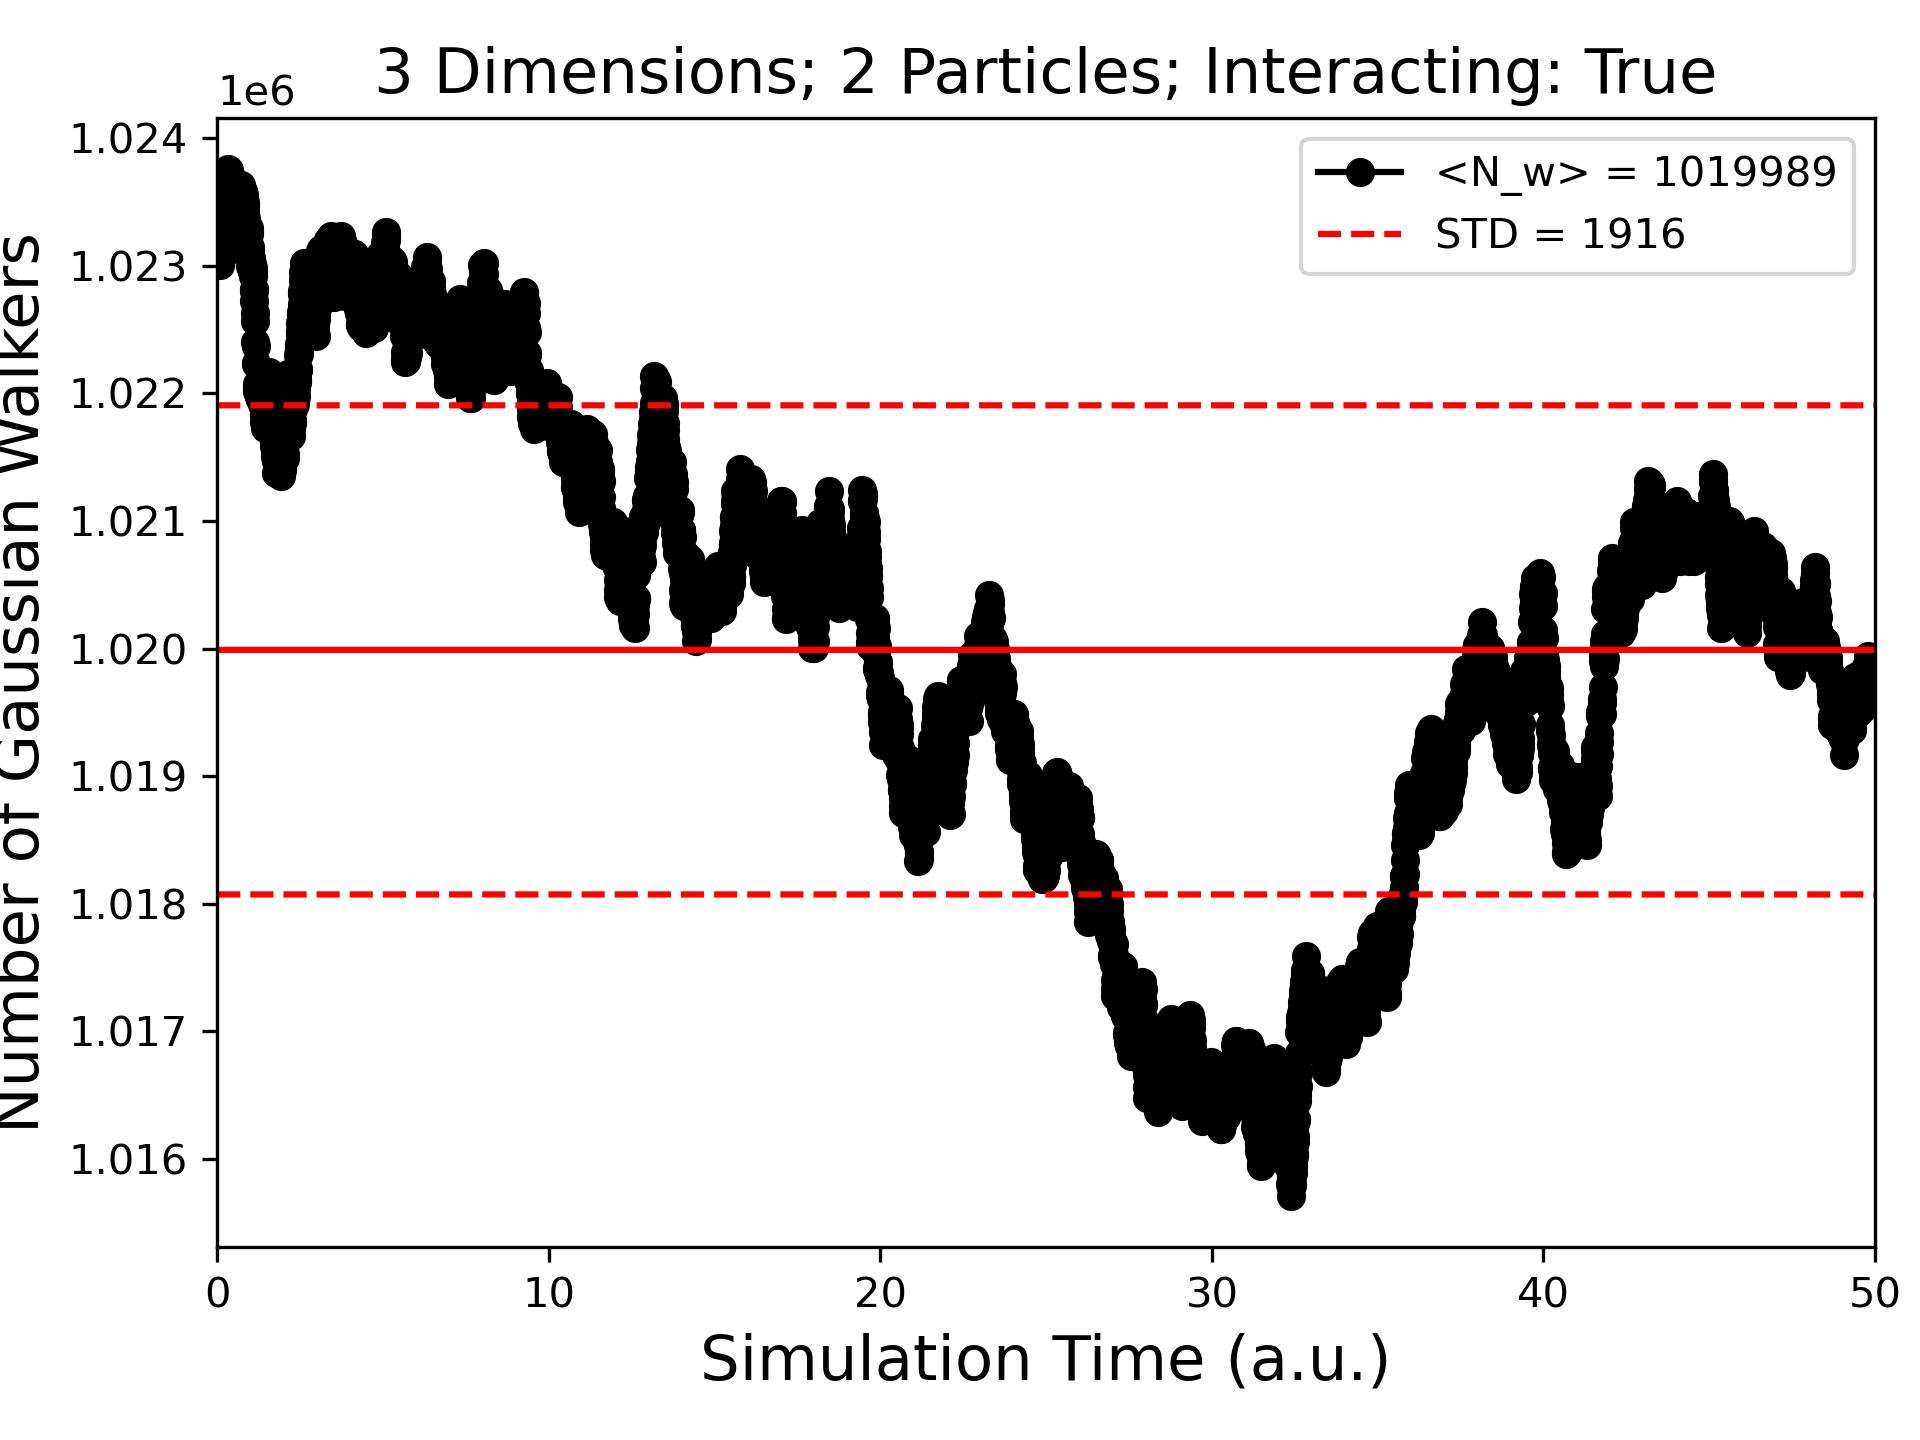 3 Dimensions; 2 Particles; Interacting: True
1e6
<N_w> = 1019989
STD = 1916
1.024
1.023
1.022
1.021
1.020
1.019
1.018
1.017
1.016
Number of Gaussian Walkers
0 10 20 30 40 50
Simulation Time (a.u.)